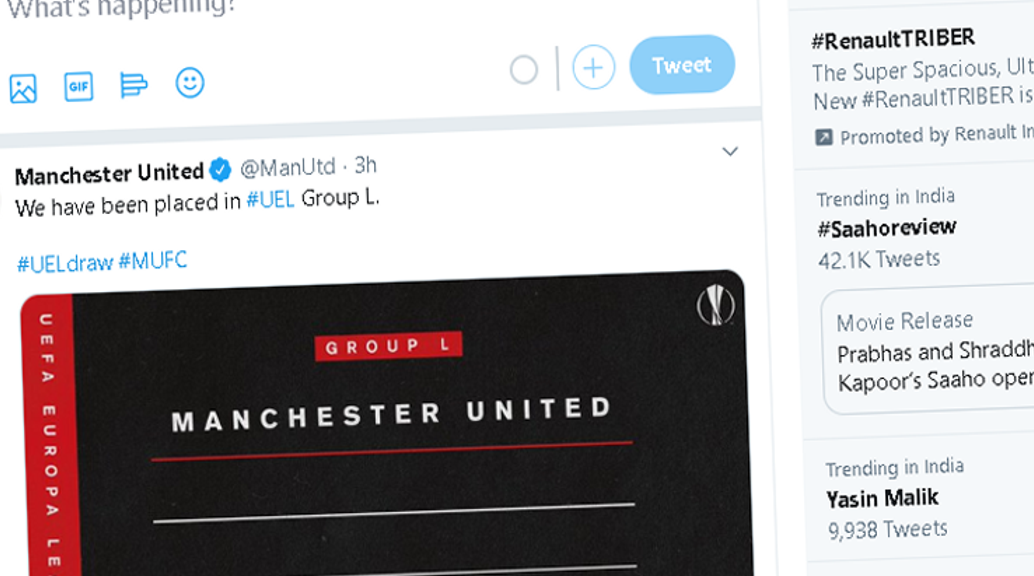 What's happening?
GIF
Tweet
Manchester United @ManUtd · 3h
We have been placed in #UEL Group L.
#UELdraw #MUFC
UEFA EUROPA LE
GROUP L
MANCHESTER UNITED
#RenaultTRIBER
The Super Spacious, Ult
New #RenaultTRIBER is
Promoted by Renault In
Trending in India
#Saahoreview
42.1K Tweets
Movie Release
Prabhas and Shraddh
Kapoor's Saaho oper
Trending in India
Yasin Malik
9,938 Tweets